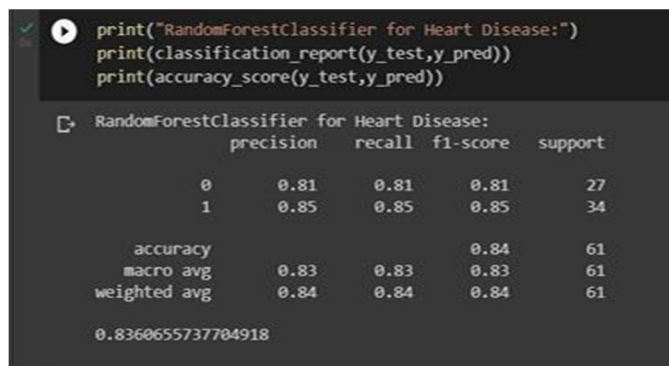 print("RandomForestClassifier for Heart Disease:")
print(classification_report(y_test,y_pred))
print(accuracy_score(y_test,y_pred))
RandomForestClassifier for Heart Disease:
precision recall f1-score support
0 0.81 0.81 0.81 27
1 0.85 0.85 0.85 34
accuracy 0.84 61
macro avg 0.83 0.83 0.83 61
weighted avg 0.84 0.84 0.84 61
0.8360655737704918